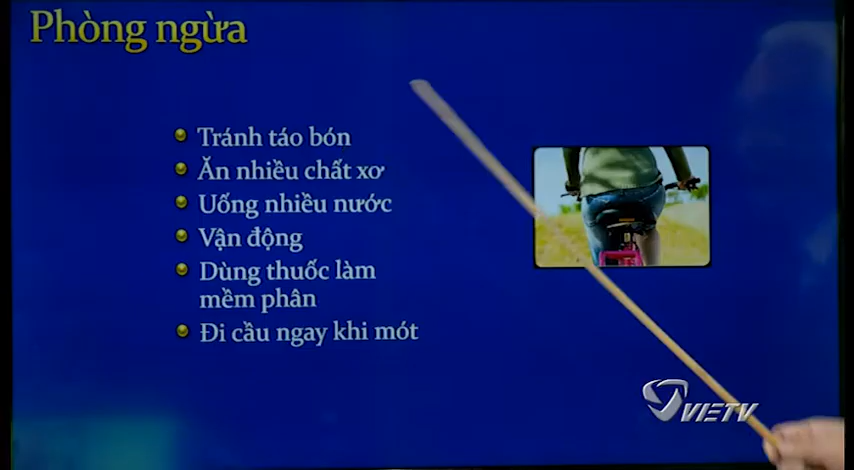 Phòng ngừa
Tránh táo bón
Ăn nhiều chất xơ
Uống nhiều nước
Vận động
Dùng thuốc làm
mềm phân
Đi cầu ngay khi mót
VIETV